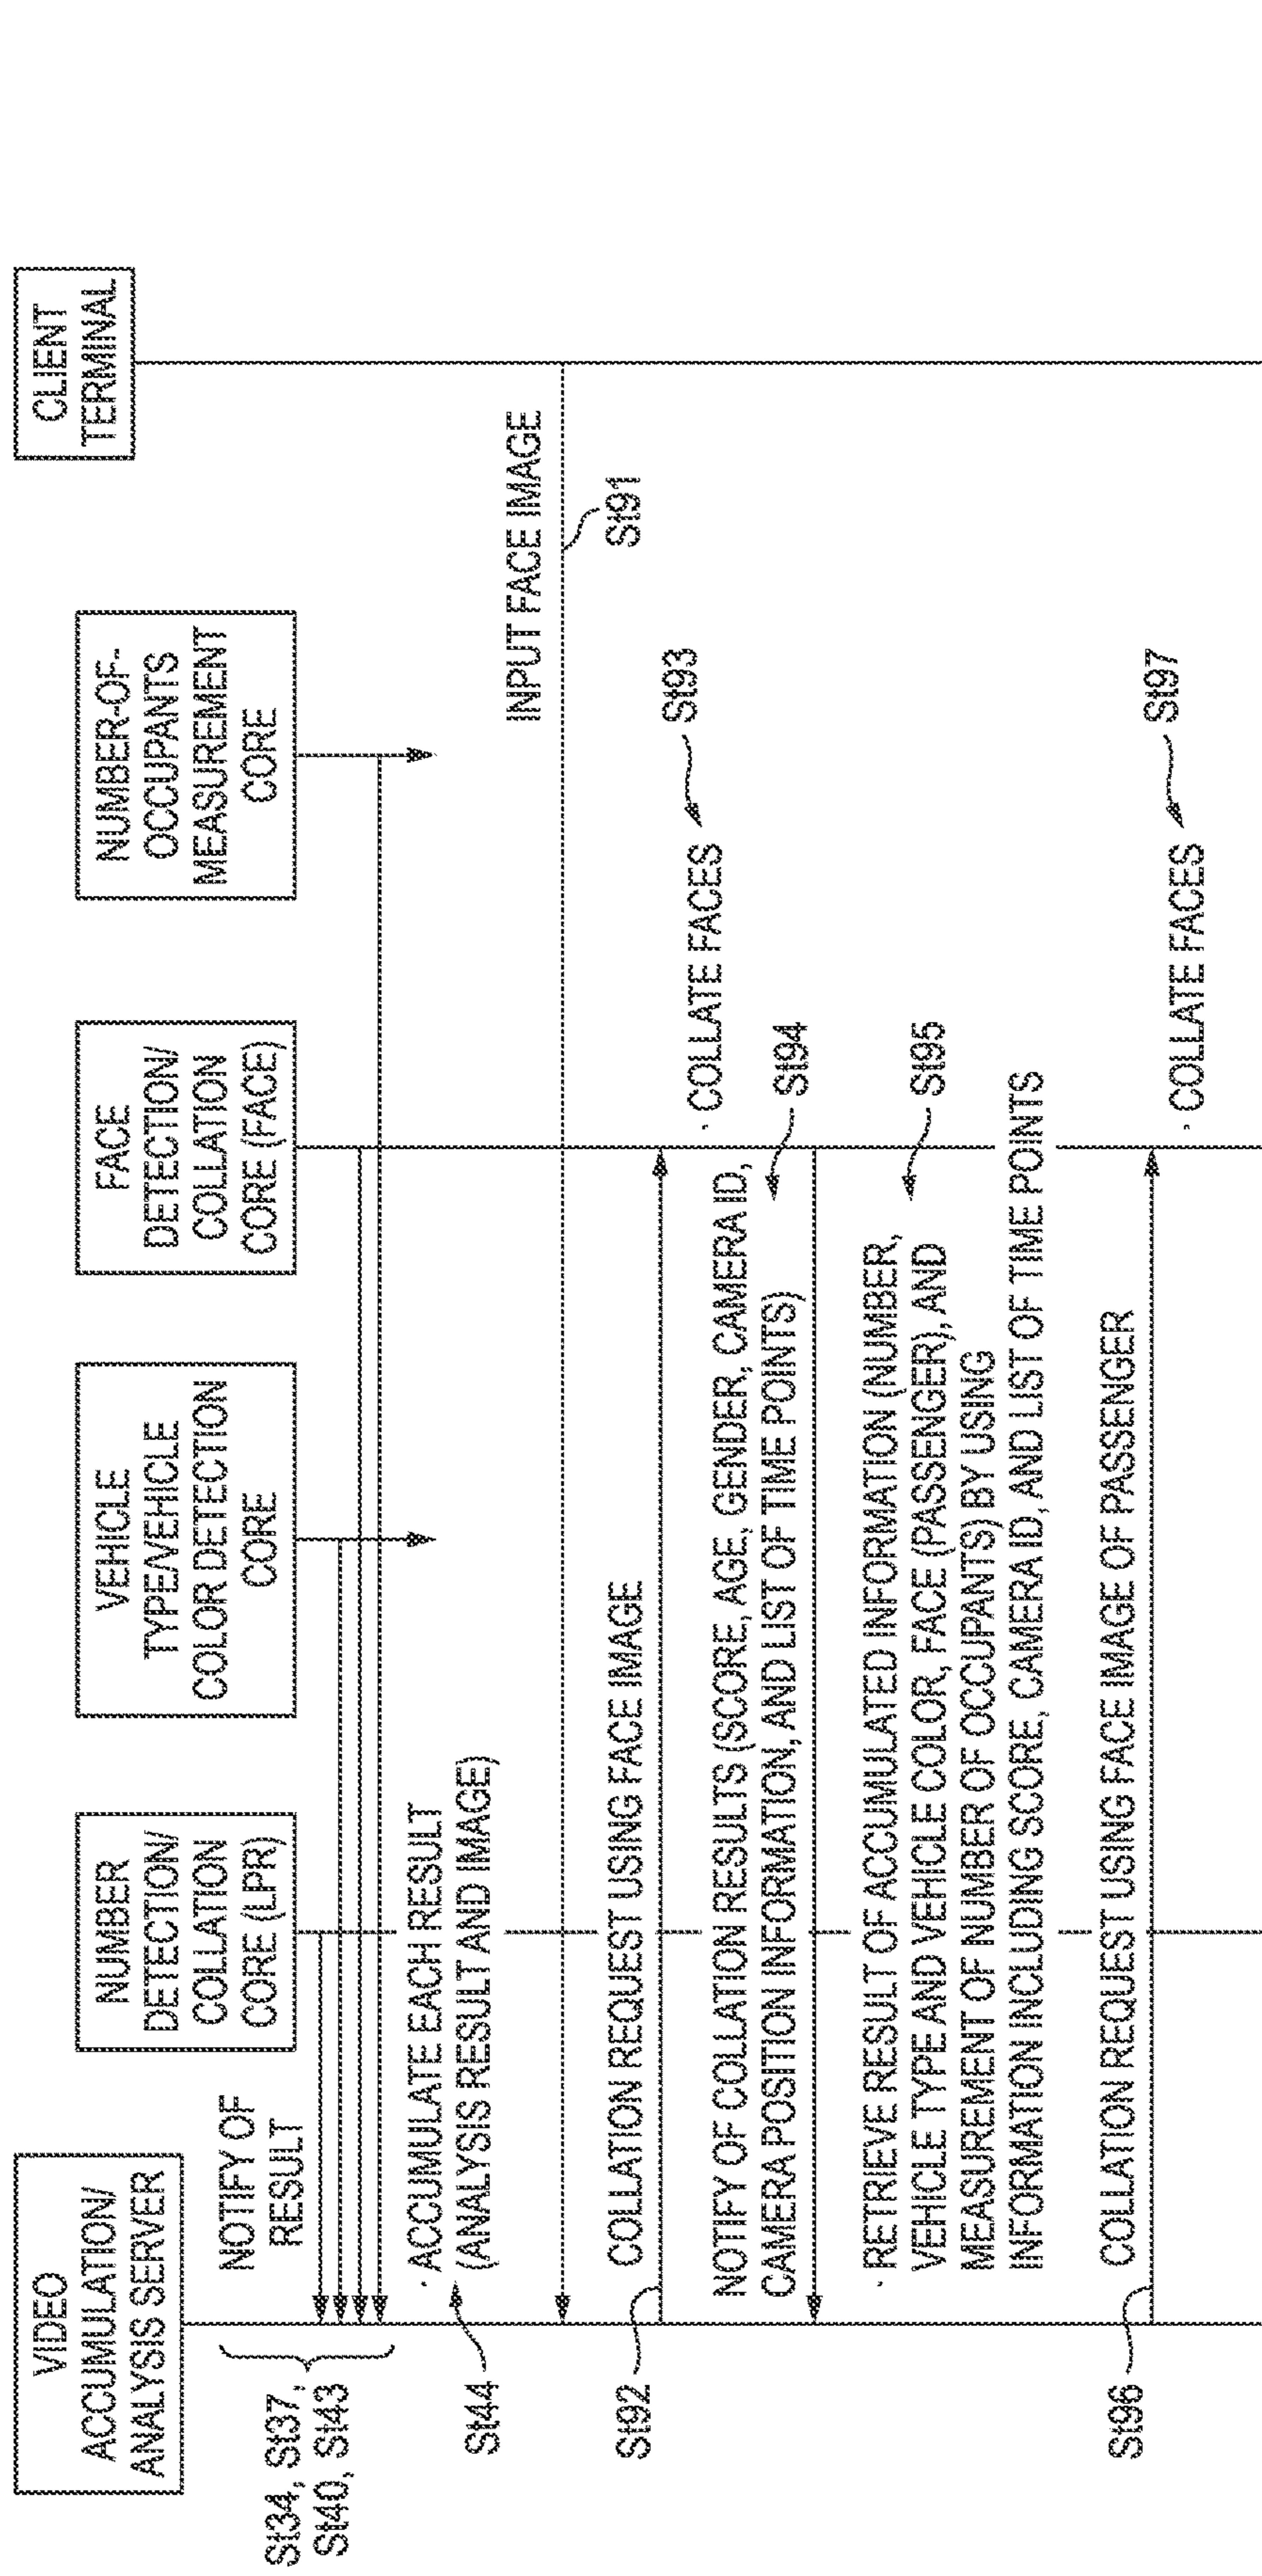 VIDEO
ACCUMULATION/
ANALYSIS SERVER
NUMBER
DETECTION/
COLLATION
CORE (LPR)
VEHICLE
TYPE/VEHICLE
COLOR DETECTION
CORE
FACE
DETECTION/
COLLATION
CORE (FACE)
NUMBER-OF-
OCCUPANTS
MEASUREMENT
CORE
CLIENT
TERMINAL
St34, St37,
St40, St43
NOTIFY OF
RESULT
St44
· ACCUMULATE EACH RESULT
(ANALYSIS RESULT AND IMAGE)
INPUT FACE IMAGE
St91
St92
COLLATION REQUEST USING FACE IMAGE
· COLLATE FACES
St93
NOTIFY OF COLLATION RESULTS (SCORE, AGE, GENDER, CAMERA ID,
CAMERA POSITION INFORMATION, AND LIST OF TIME POINTS)
St94
· RETRIEVE RESULT OF ACCUMULATED INFORMATION (NUMBER,
VEHICLE TYPE AND VEHICLE COLOR, FACE (PASSENGER), AND
MEASUREMENT OF NUMBER OF OCCUPANTS) BY USING
INFORMATION INCLUDING SCORE, CAMERA ID, AND LIST OF TIME POINTS
St95
St96
COLLATION REQUEST USING FACE IMAGE OF PASSENGER
· COLLATE FACES
St97